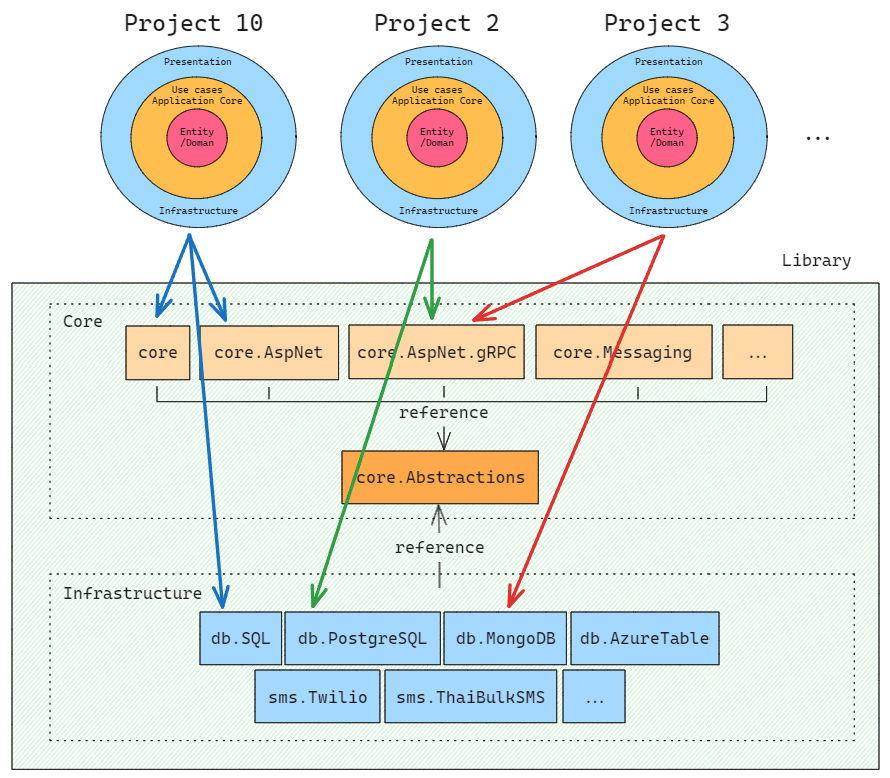 Project 10
Project 2
Project 3
Presentation
Use cases
Application Core
Entity
/Doman
Infrastructure
Presentation
Use cases
Application Core
Entity
/Doman
Infrastructure
Presentation
Use cases
Application Core
Entity
/Doman
Infrastructure
...
Library
Core
core
core.AspNet
core.AspNet.gRPC
core.Messaging
...
reference
core.Abstractions
reference
Infrastructure
db.SQL
db.PostgreSQL
db.MongoDB
db.AzureTable
sms.Twilio
sms.ThaiBulkSMS
...